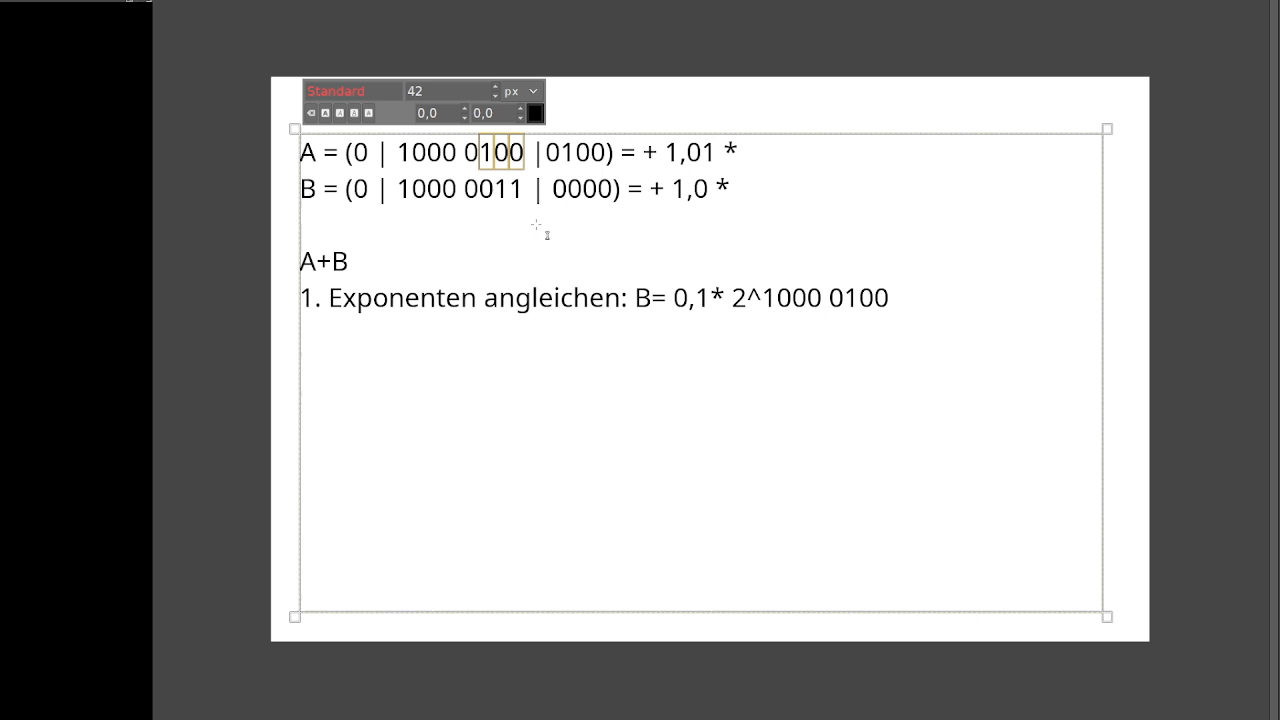 Standard 42 px
0,0 0,0
A = (0 | 1000 0100 |0100) = + 1,01 *
B = (0 | 1000 0011 | 0000) = + 1,0 *
A+B
1. Exponenten angleichen: B= 0,1* 2^1000 0100